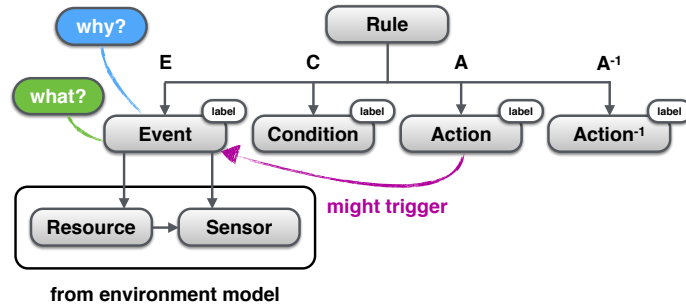 why?
Rule
E
C
A
A-1
what?
label
label
label
label
Event
Condition
Action
Action-1
Resource
Sensor
might trigger
from environment model